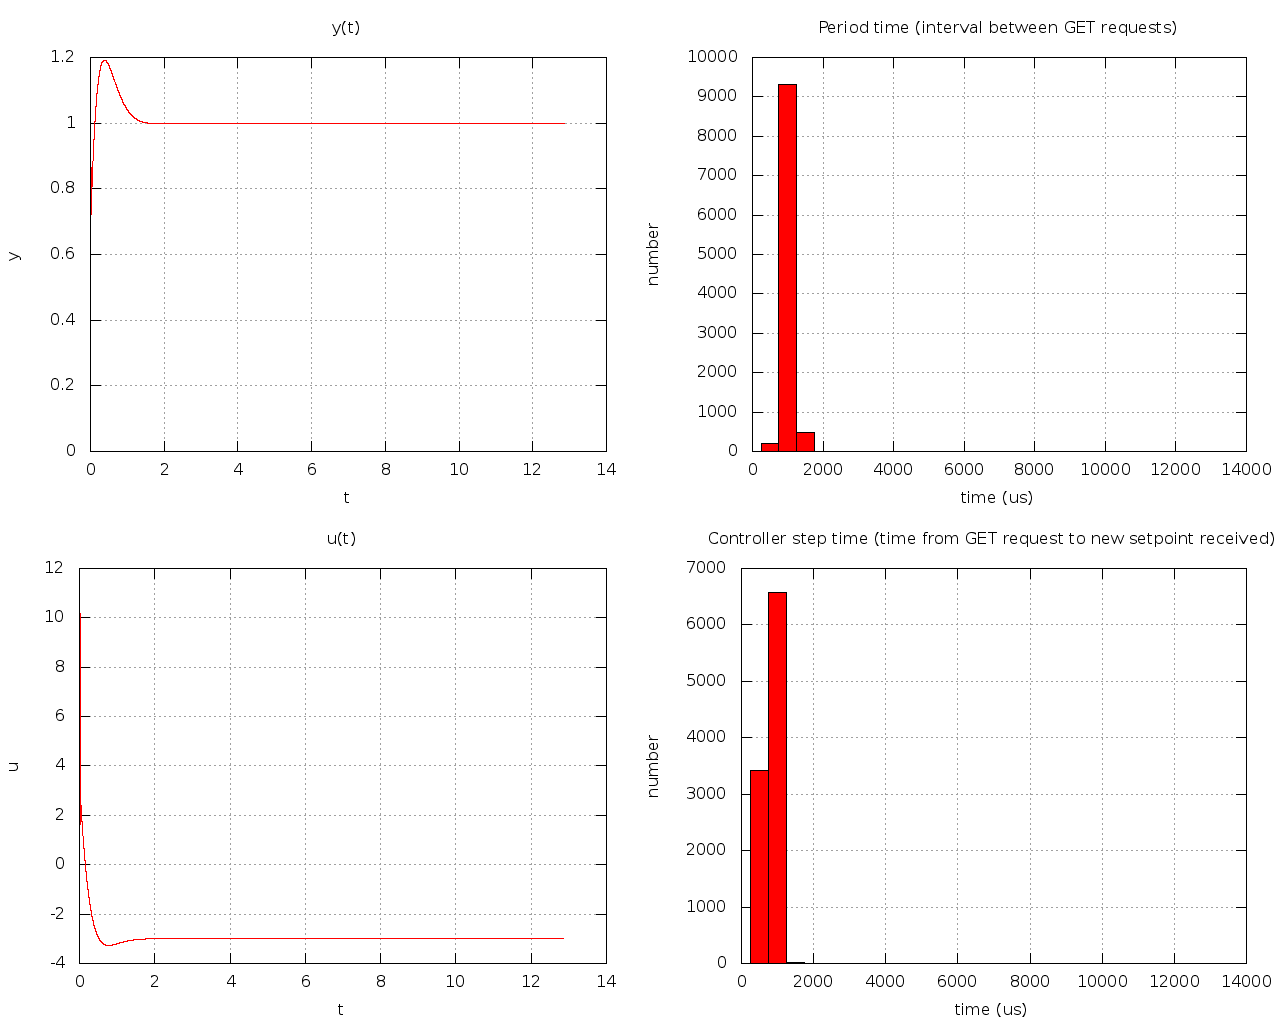 y(t)
1.2
1
0.8
0.6
0.4
0.2
0
y
0 2 4 6 8 10 12 14
t
Period time (interval between GET requests)
10000
9000
8000
7000
6000
5000
4000
3000
2000
1000
0
number
0 2000 4000 6000 8000 10000 12000 14000
time (us)
u(t)
12
10
8
6
4
2
0
-2
-4
u
0 2 4 6 8 10 12 14
t
Controller step time (time from GET request to new setpoint received)
7000
6000
5000
4000
3000
2000
1000
0
number
0 2000 4000 6000 8000 10000 12000 14000
time (us)